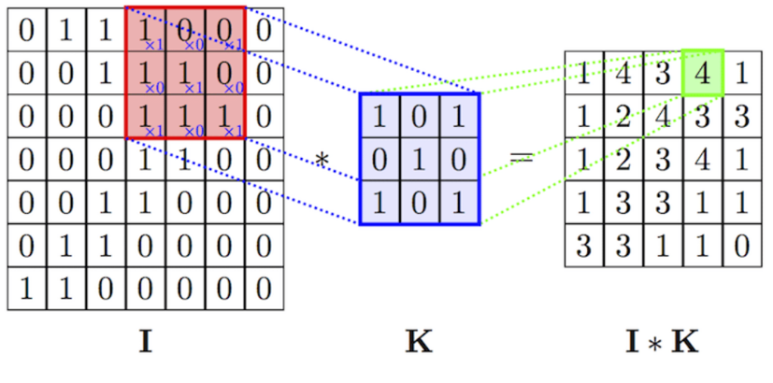 0 1 1 1×1 0×0 0×1 0
0 0 1 1×0 1×1 0×0 0
0 0 0 1×1 1×0 1×1 0
0 0 0 1 1 0 0
0 0 1 1 0 0 0
0 1 1 0 0 0 0
1 1 0 0 0 0 0
I
*
1 0 1
0 1 0
1 0 1
K
=
1 4 3 4 1
1 2 4 3 3
1 2 3 4 1
1 3 3 1 1
3 3 1 1 0
I * K